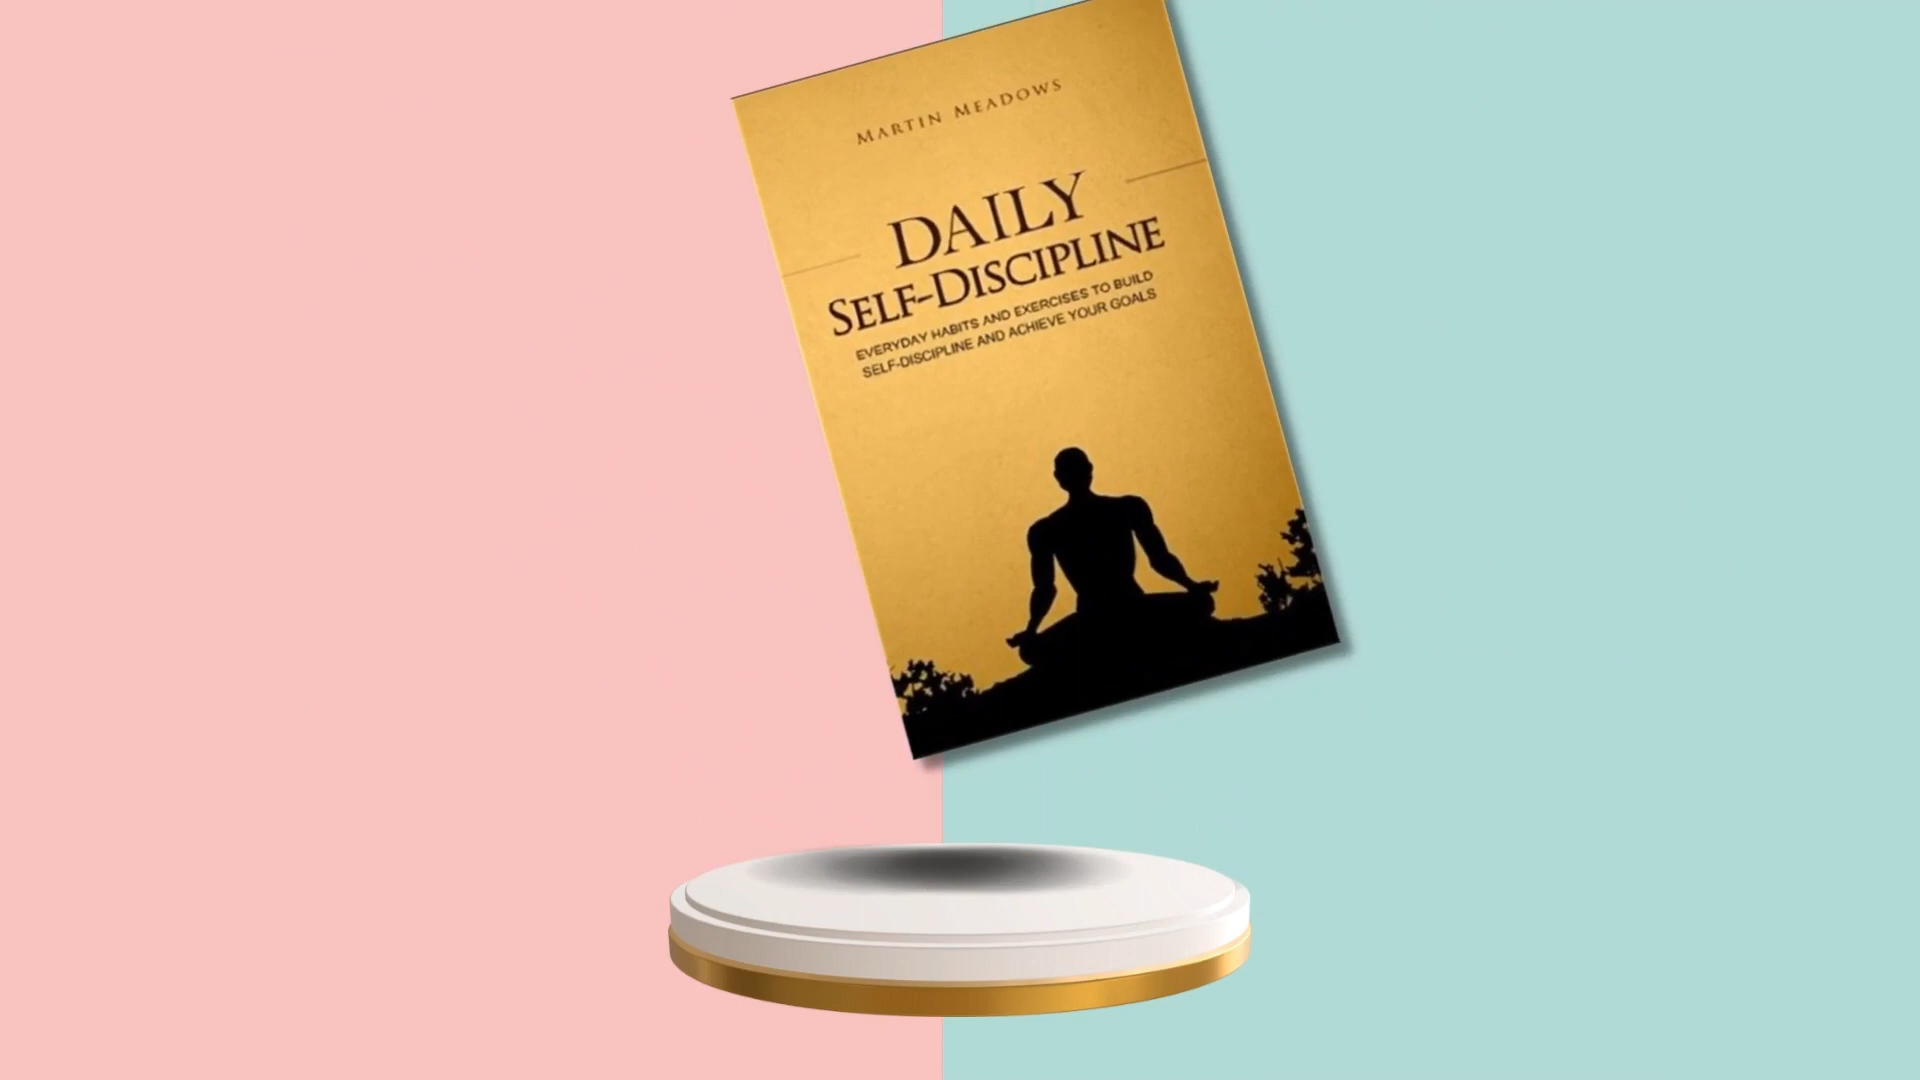 MARTIN MEADOWS
DAILY
SELF-DISCIPLINE
EVERYDAY HABITS AND EXERCISES TO BUILD
SELF-DISCIPLINE AND ACHIEVE YOUR GOALS